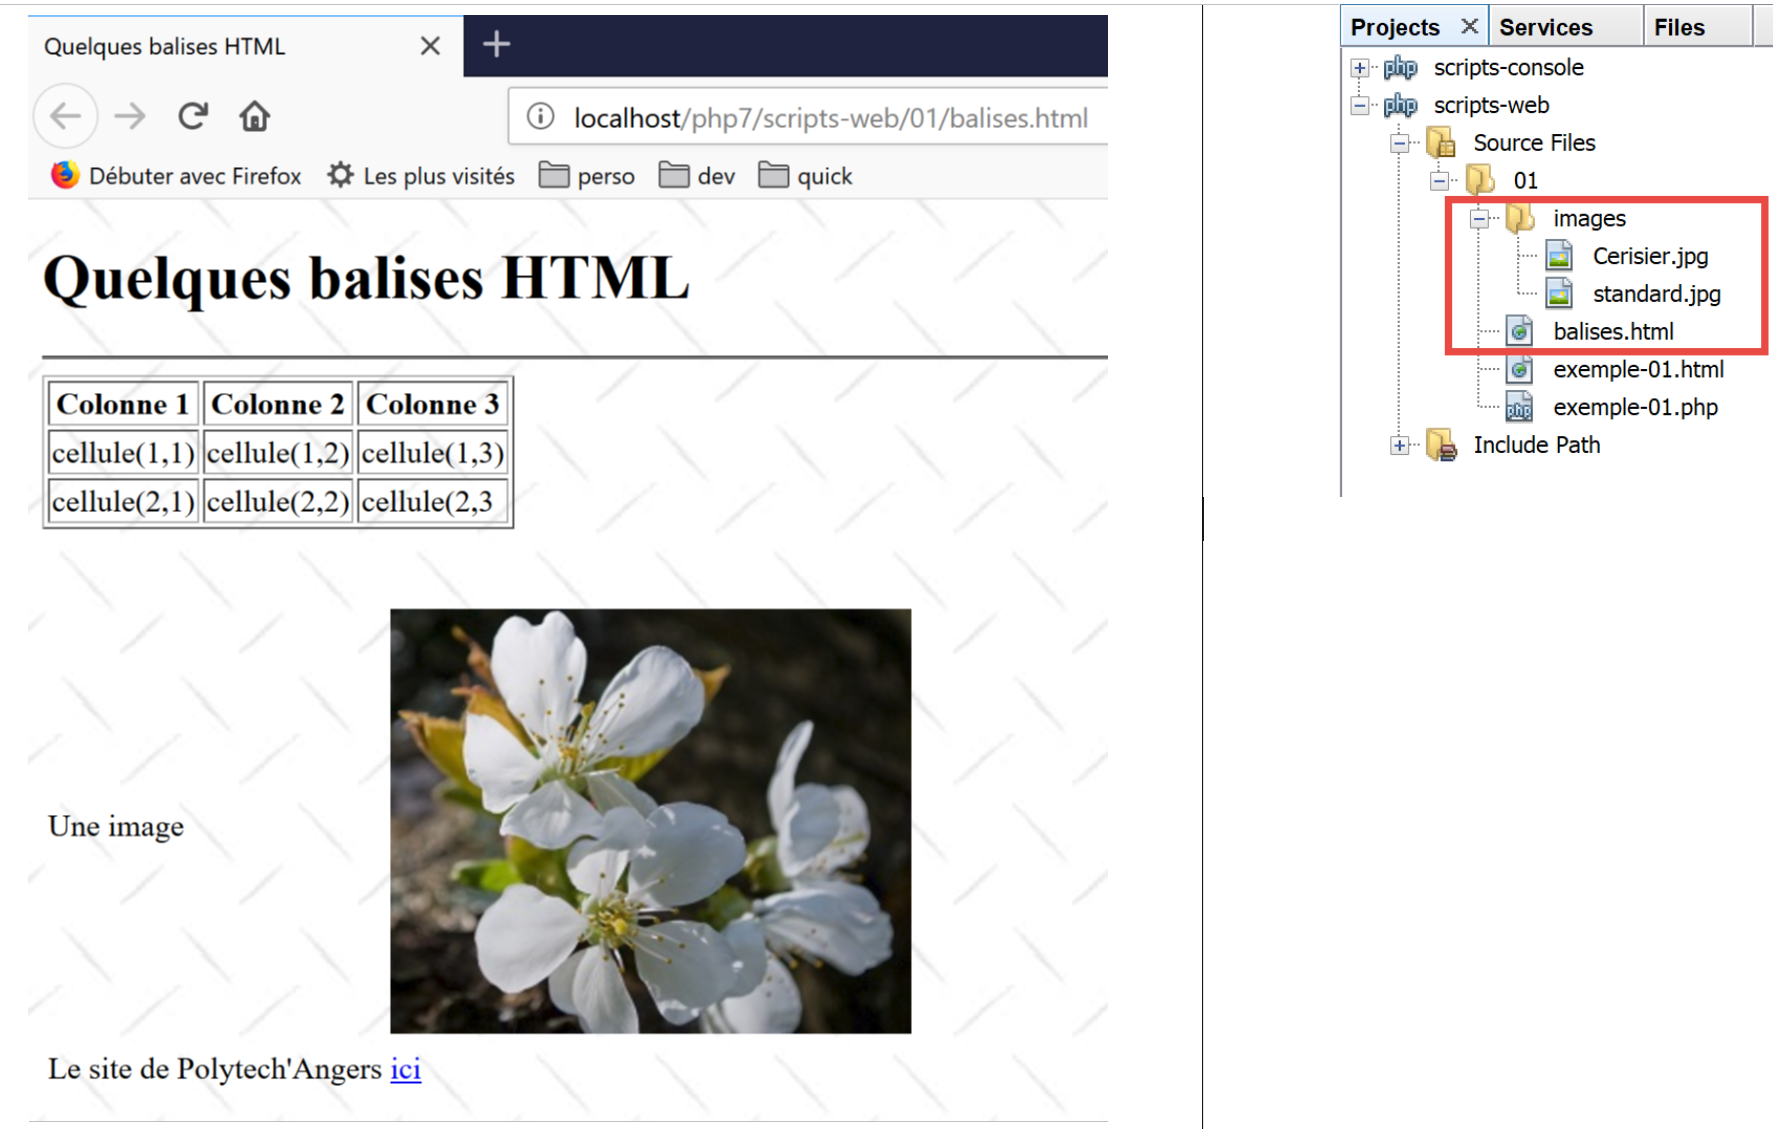 Quelques balises HTML
localhost/php7/scripts-web/01/balises.html
Débuter avec Firefox Les plus visités perso dev quick
Quelques balises HTML
Colonne 1 Colonne 2 Colonne 3
cellule(1,1) cellule(1,2) cellule(1,3)
cellule(2,1) cellule(2,2) cellule(2,3
Une image
Le site de Polytech'Angers ici
Projects Services Files
php scripts-console
php scripts-web
Source Files
01
images
Cerisier.jpg
standard.jpg
balises.html
exemple-01.html
php exemple-01.php
Include Path